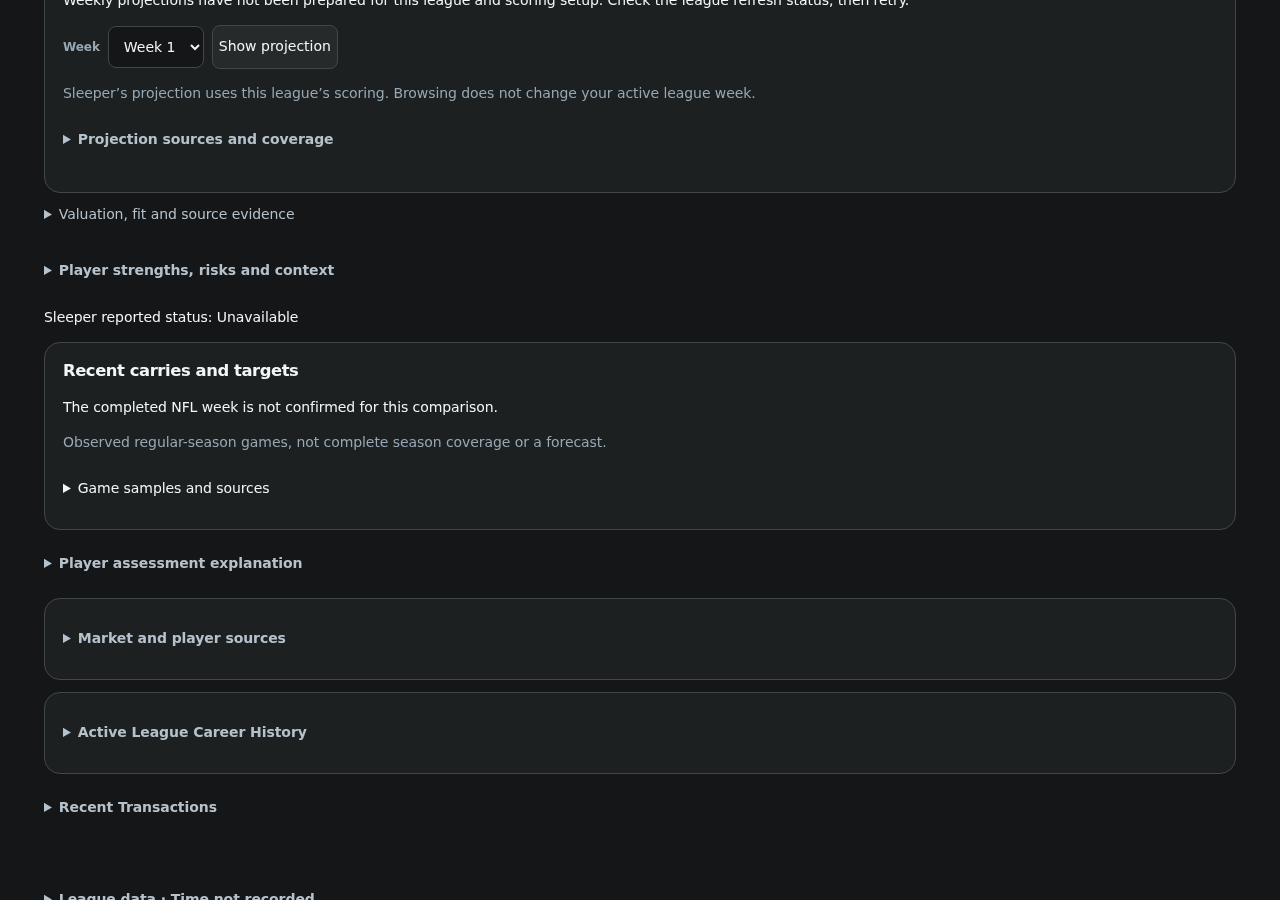 Weekly projections have not been prepared for this league and scoring setup. Check the league refresh status, then retry.
Week Week 1 Show projection
Sleeper’s projection uses this league’s scoring. Browsing does not change your active league week.
Projection sources and coverage
Valuation, fit and source evidence
Player strengths, risks and context
Sleeper reported status: Unavailable
Recent carries and targets
The completed NFL week is not confirmed for this comparison.
Observed regular-season games, not complete season coverage or a forecast.
Game samples and sources
Player assessment explanation
Market and player sources
Active League Career History
Recent Transactions
League data · Time not recorded